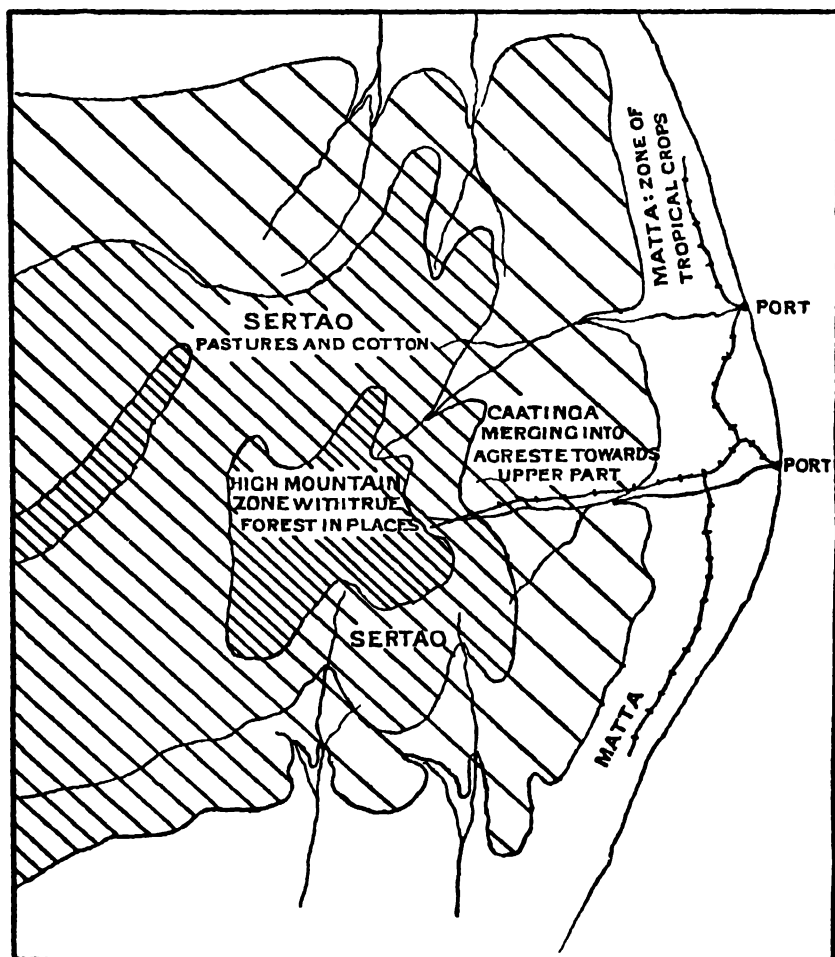 MATTA: ZONE OF
TROPICAL CROPS
PORT
SERTAO
PASTURES AND COTTON
CAATINGA
MERGING INTO
AGRESTE TOWARDS
UPPER PART
PORT
HIGH MOUNTAIN
ZONE WITH TRUE
FOREST IN PLACES
SERTAO
MATTA